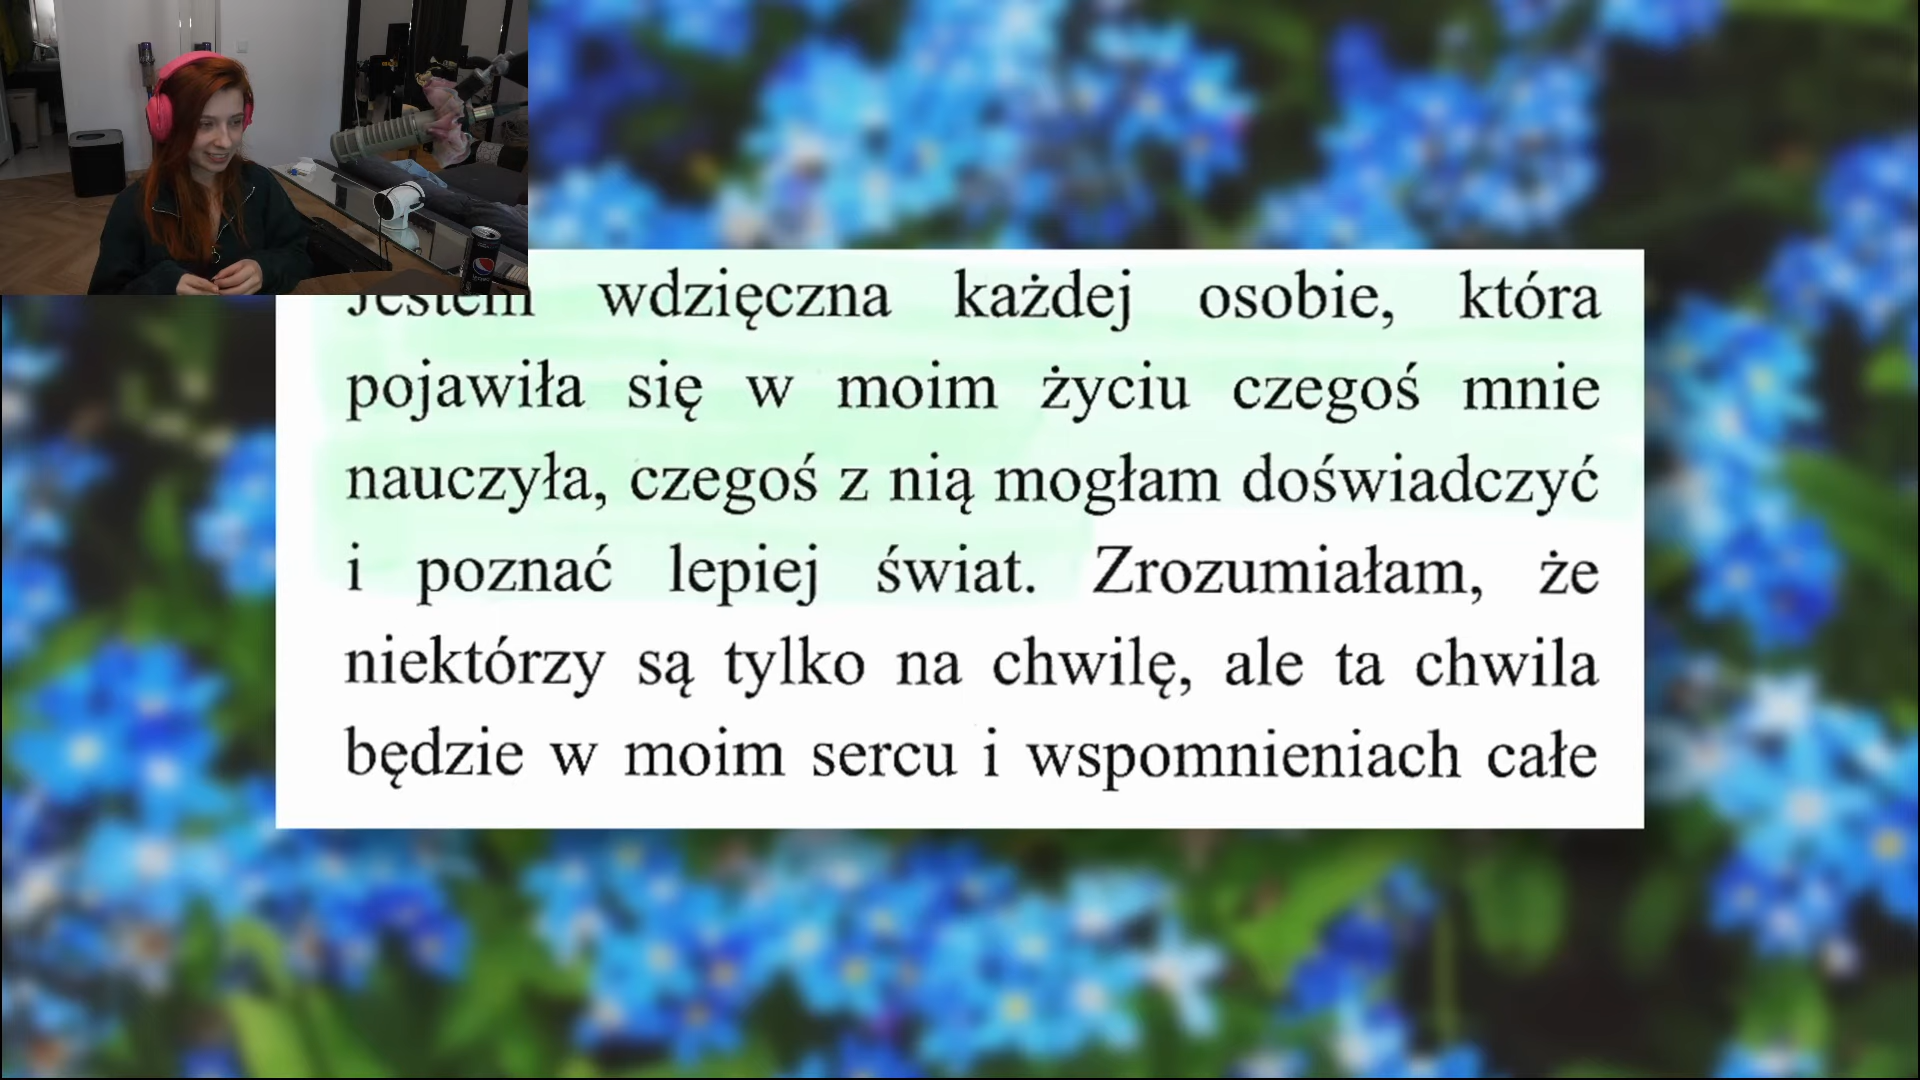 Jestem wdzięczna każdej osobie, która
pojawiła się w moim życiu czegoś mnie
nauczyła, czegoś z nią mogłam doświadczyć
i poznać lepiej świat. Zrozumiałam, że
niektórzy są tylko na chwilę, ale ta chwila
będzie w moim sercu i wspomnieniach całe